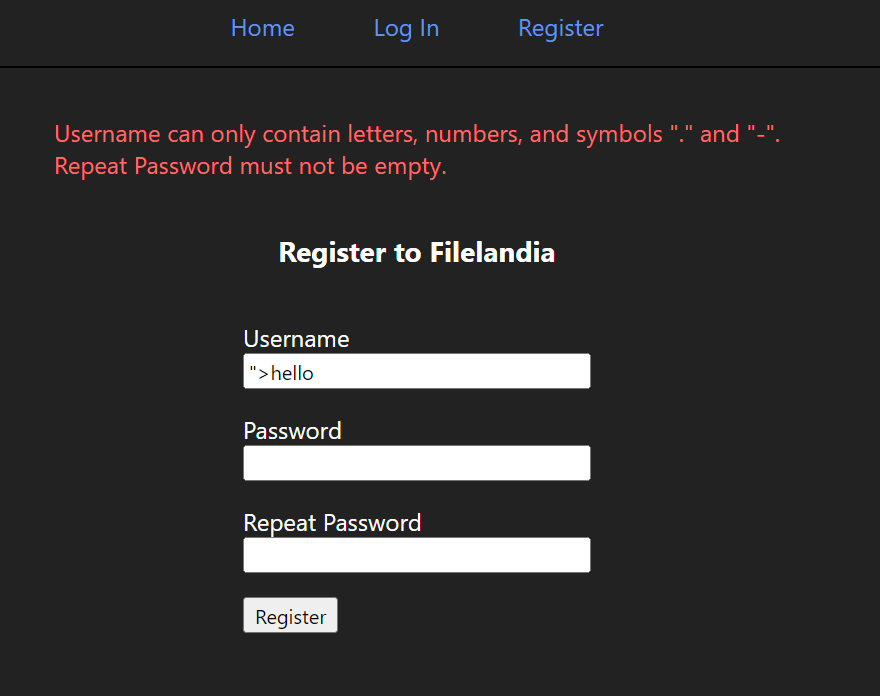 Home Log In Register
Username can only contain letters, numbers, and symbols "." and "-".
Repeat Password must not be empty.
Register to Filelandia
Username
">hello
Password
Repeat Password
Register